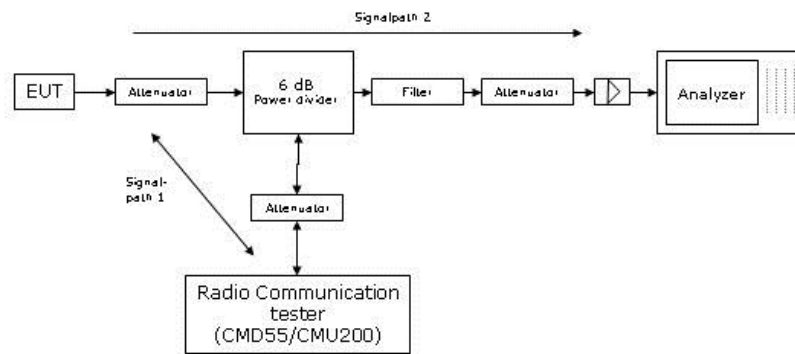 Signalpath 2
EUT
Attenuator
6 dB
Power divider
Filter
Attenuator
Analyzer
Signal-
path 1
Attenuator
Radio Communication
tester
(CMD55/CMU200)